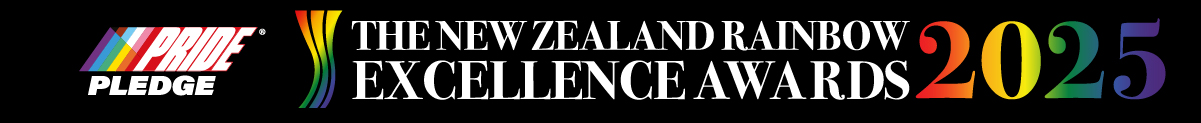 PRIDE®
PLEDGE
THE NEW ZEALAND RAINBOW
EXCELLENCE AWARDS 2025